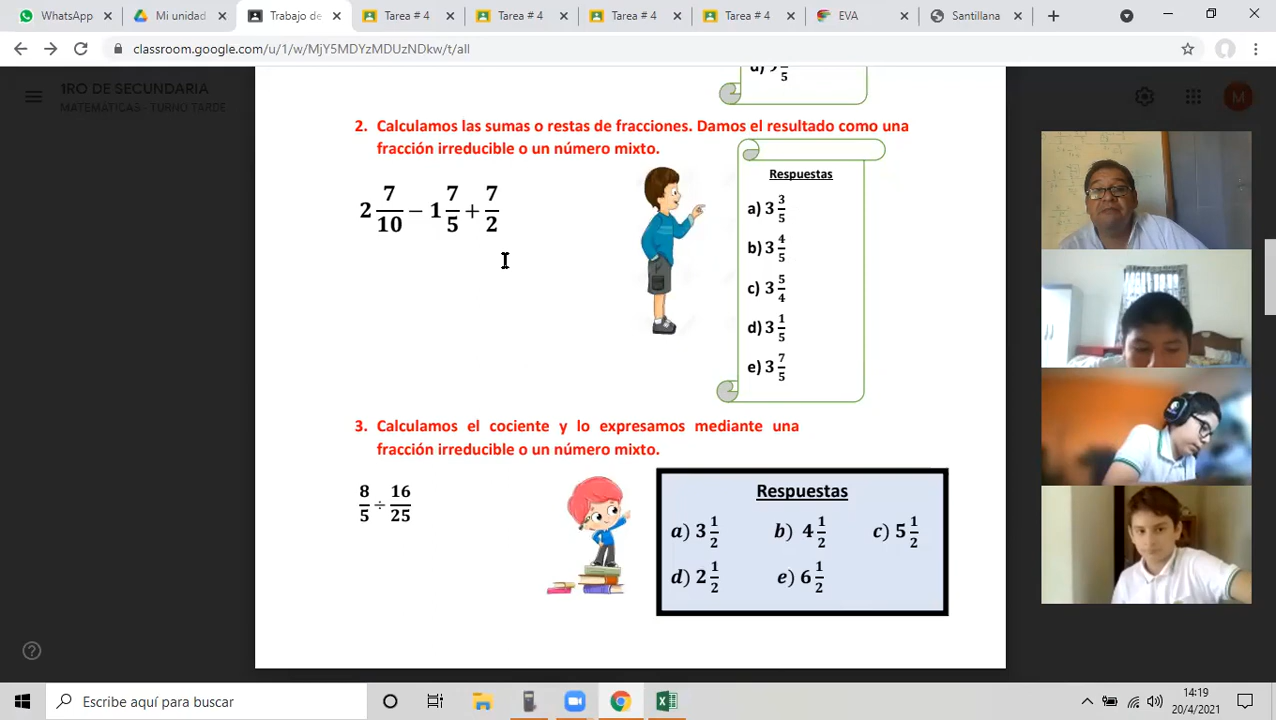 WhatsApp
Mi unidad
Trabajo de
Tarea # 4
Tarea # 4
Tarea # 4
Tarea # 4
EVA
Santillana
classroom.google.com/u/1/w/MjY5MDYzMDUzNDkw/t/all
1RO DE SECUNDARIA
MATEMATICAS - TURNO TARDE
M
5
2. Calculamos las sumas o restas de fracciones. Damos el resultado como una
fracción irreducible o un número mixto.
2 7/10 − 1 7/5 + 7/2
Respuestas
a) 3 3/5
b) 3 4/5
c) 3 5/4
d) 3 1/5
e) 3 7/5
3. Calculamos el cociente y lo expresamos mediante una
fracción irreducible o un número mixto.
8/5 ÷ 16/25
Respuestas
a) 3 1/2 b) 4 1/2 c) 5 1/2
d) 2 1/2 e) 6 1/2
Escribe aquí para buscar
14:19
20/4/2021